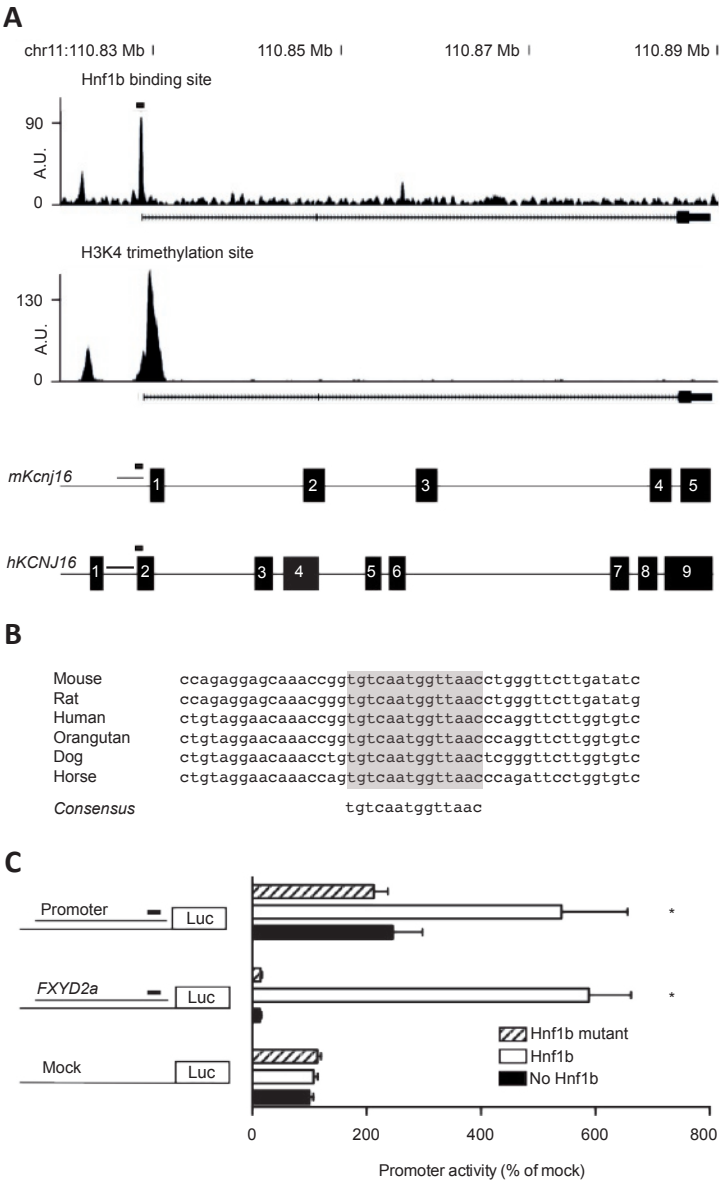 A
chr11:110.83 Mb 110.85 Mb 110.87 Mb 110.89 Mb
Hnf1b binding site
90
A.U.
0
H3K4 trimethylation site
130
A.U.
0
mKcnj16 1 2 3 4 5
hKCNJ16 1 2 3 4 5 6 7 8 9
B
Mouse ccagaggagcaaaccggtgtcaatggttaacctgggttcttgatatc
Rat ccagaggagcaaacgggtgtcaatggttaacctgggttcttgatatg
Human ctgtaggaacaaaccggtgtcaatggttaacccaggttcttggtgtc
Orangutan ctgtaggaacaaaccggtgtcaatggttaacccaggttcttggtgtc
Dog ctgtaggaacaaacctgtgtcaatggttaactcgggttcttggtgtc
Horse ctgtaggaacaaaccagtgtcaatggttaacccagattcctggtgtc
Consensus tgtcaatggttaac
C
Promoter
Luc
*
FXYD2a
Luc
*
Mock
Luc
Hnf1b mutant
Hnf1b
No Hnf1b
0 200 400 600 800
Promoter activity (% of mock)